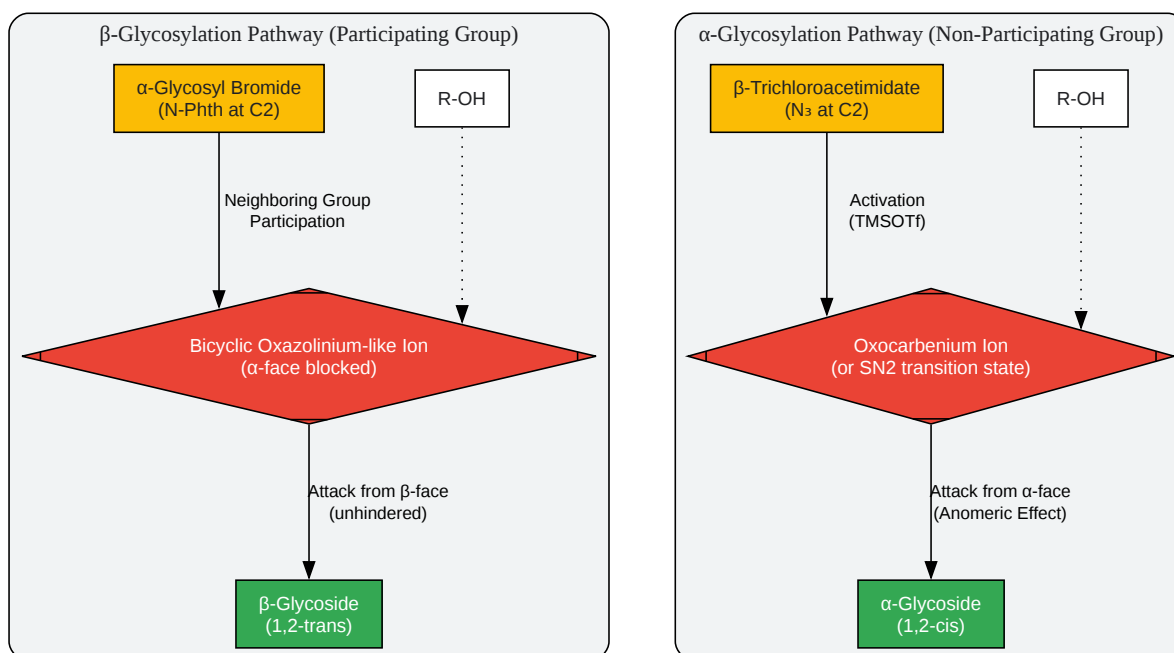 β-Glycosylation Pathway (Participating Group)
α-Glycosyl Bromide
(N-Phth at C2)
R-OH
Neighboring Group
Participation
Bicyclic Oxazolinium-like Ion
(α-face blocked)
Attack from β-face
(unhindered)
β-Glycoside
(1,2-trans)
α-Glycosylation Pathway (Non-Participating Group)
β-Trichloroacetimidate
(N₃ at C2)
R-OH
Activation
(TMSOTf)
Oxocarbenium Ion
(or SN2 transition state)
Attack from α-face
(Anomeric Effect)
α-Glycoside
(1,2-cis)